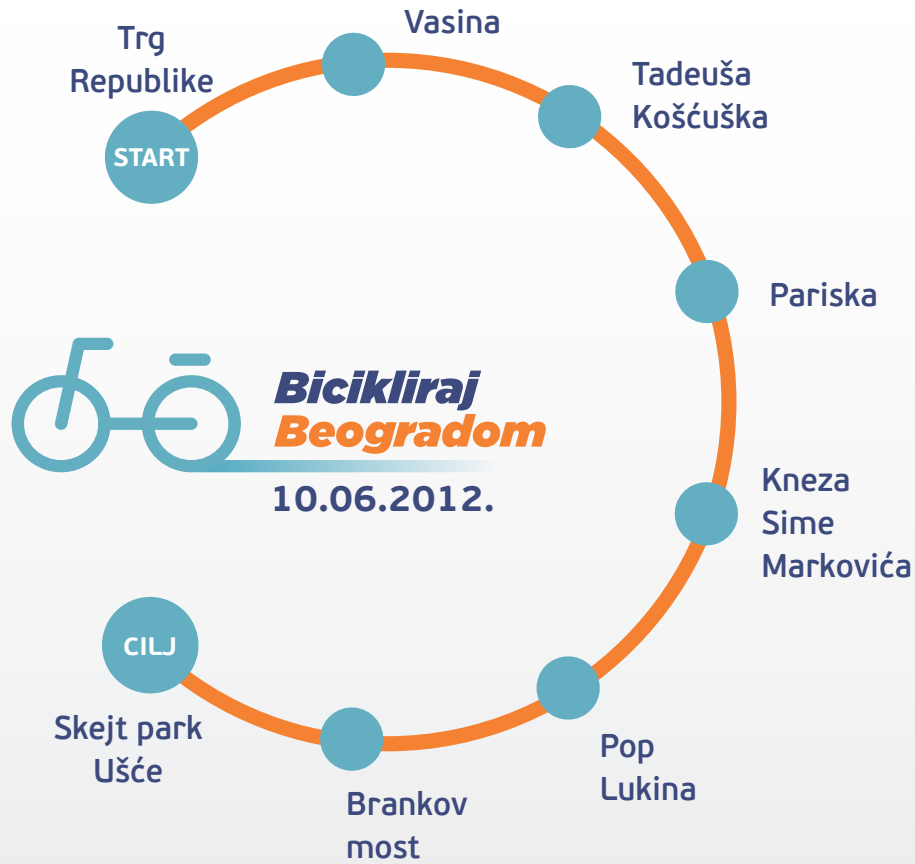 Trg
Republike
START
Vasina
Tadeuša
Košćuška
Pariska
Kneza
Sime
Markovića
Pop
Lukina
Brankov
most
CILJ
Skejt park
Ušće
Bicikliraj
Beogradom
10.06.2012.